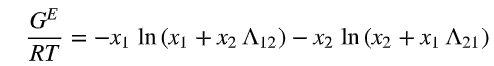 G^E/RT = −x₁ ln (x₁ + x₂ Λ₁₂) − x₂ ln (x₂ + x₁ Λ₂₁)